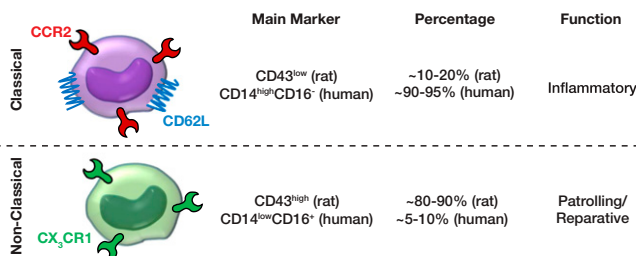 Main Marker Percentage Function
CCR2
Classical
CD43ˡᵒʷ (rat) ~10-20% (rat)
CD14ʰⁱᵍʰCD16⁻ (human) ~90-95% (human)
Inflammatory
CD62L
Non-Classical
CD43ʰⁱᵍʰ (rat) ~80-90% (rat) Patrolling/
CD14ˡᵒʷCD16⁺ (human) ~5-10% (human) Reparative
CX₃CR1